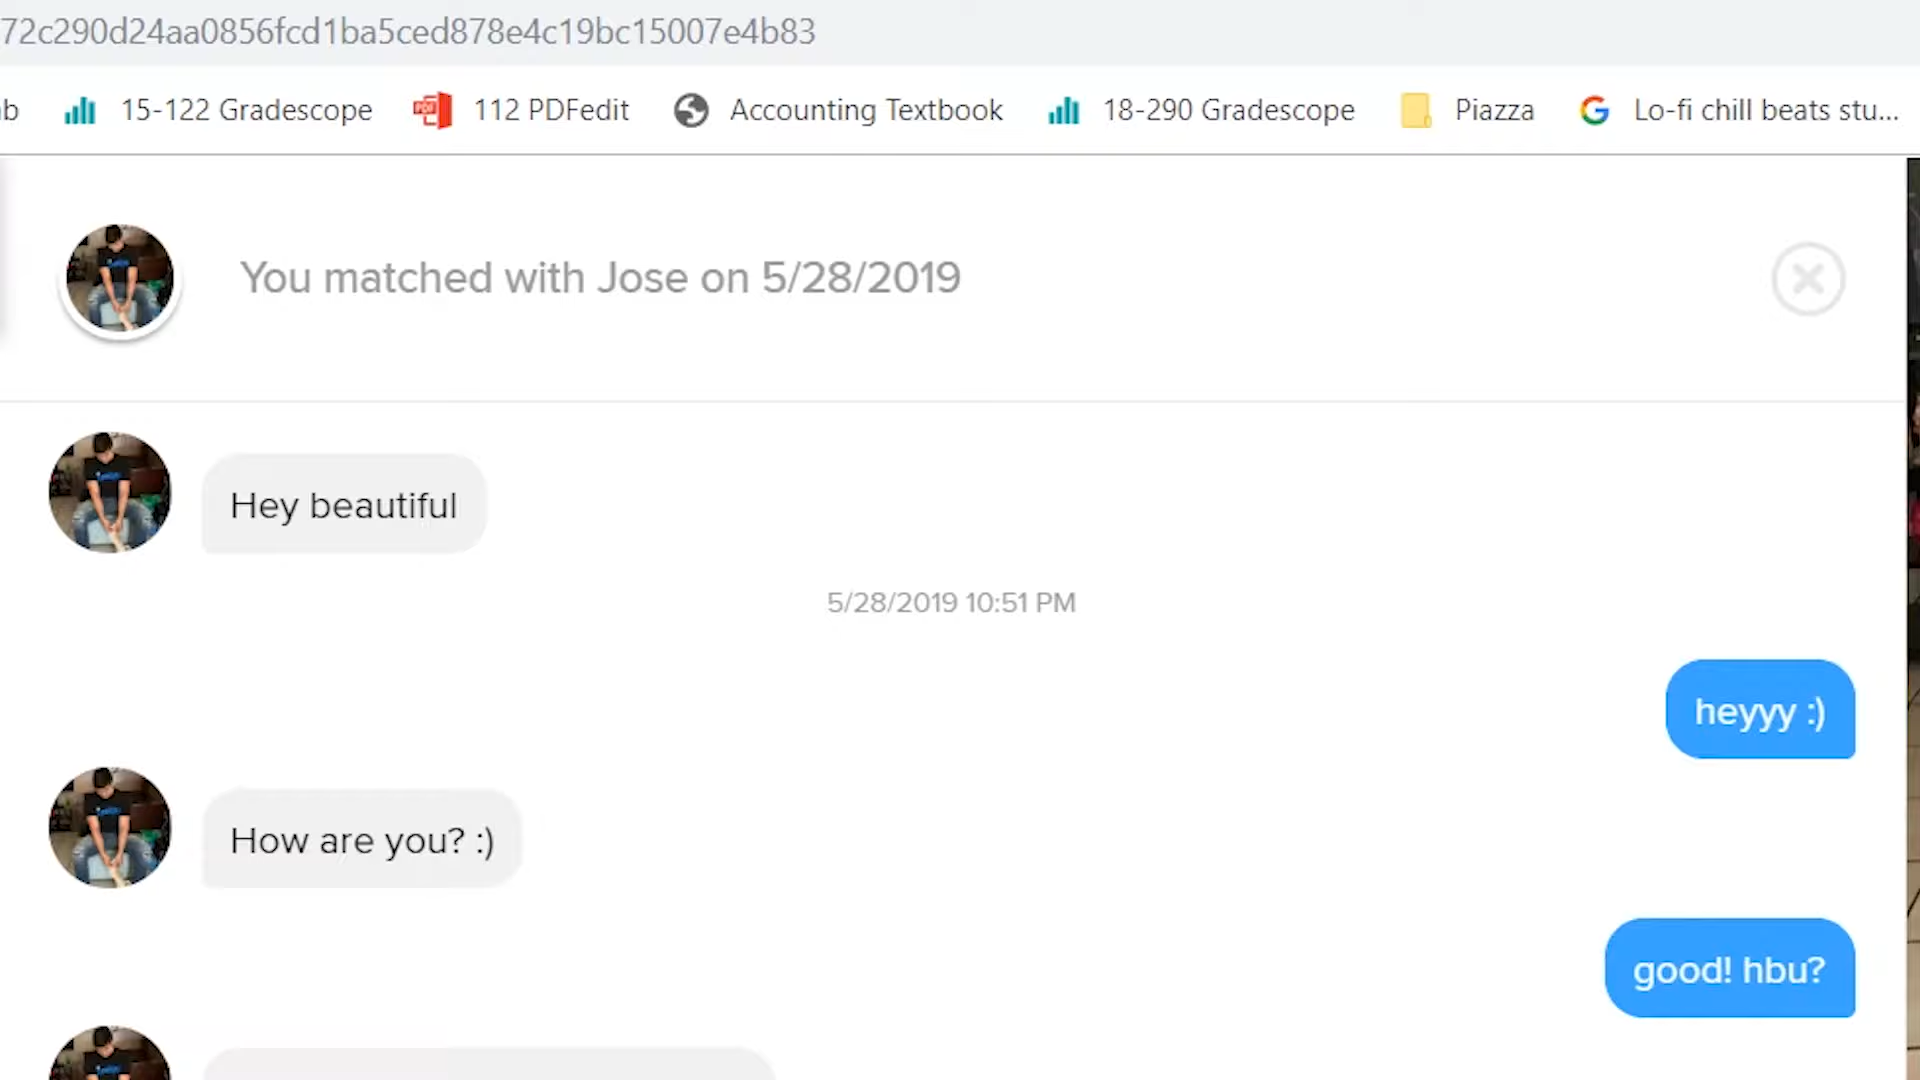 72c290d24aa0856fcd1ba5ced878e4c19bc15007e4b83
15-122 Gradescope 112 PDFedit Accounting Textbook 18-290 Gradescope Piazza Lo-fi chill beats stu...
You matched with Jose on 5/28/2019
Hey beautiful
5/28/2019 10:51 PM
heyyy :)
How are you? :)
good! hbu?